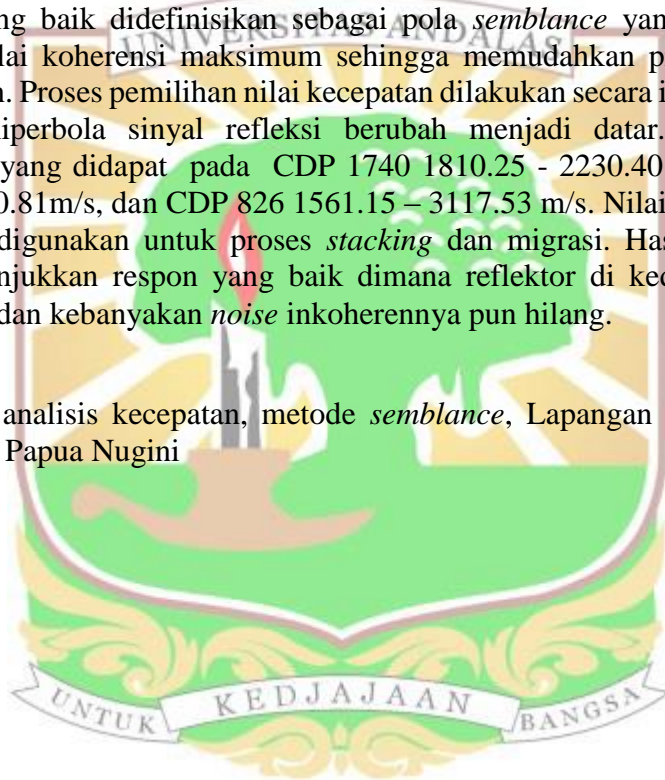 ng baik didefinisikan sebagai pola semblance yan
UNIVERSITAS ANDALAS
lai koherensi maksimum sehingga memudahkan p
n. Proses pemilihan nilai kecepatan dilakukan secara i
iperbola sinyal refleksi berubah menjadi datar.
yang didapat pada CDP 1740 1810.25 - 2230.40
0.81m/s, dan CDP 826 1561.15 – 3117.53 m/s. Nilai
digunakan untuk proses stacking dan migrasi. Has
njukkan respon yang baik dimana reflektor di ked
dan kebanyakan noise inkoherennya pun hilang.
analisis kecepatan, metode semblance, Lapangan
Papua Nugini
UNTUK KEDJAJAAN BANGSA